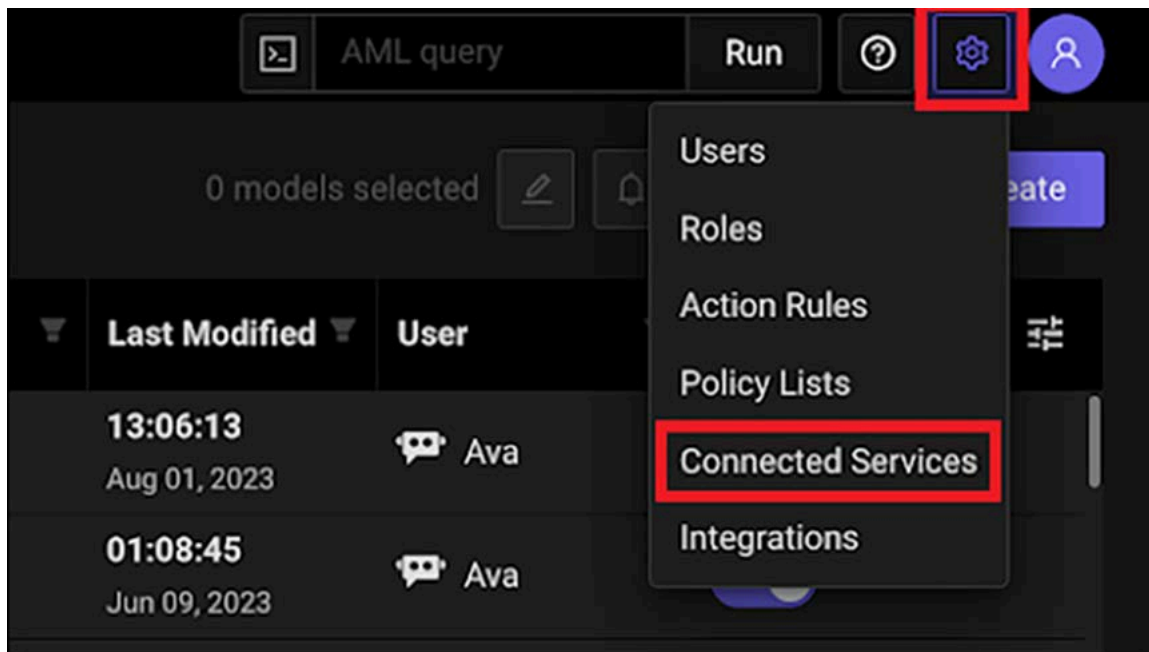 AML query
Run
Users
0 models selected
eate
Roles
Action Rules
Last Modified
User
Policy Lists
13:06:13
Ava
Aug 01, 2023
Connected Services
01:08:45
Ava
Jun 09, 2023
Integrations